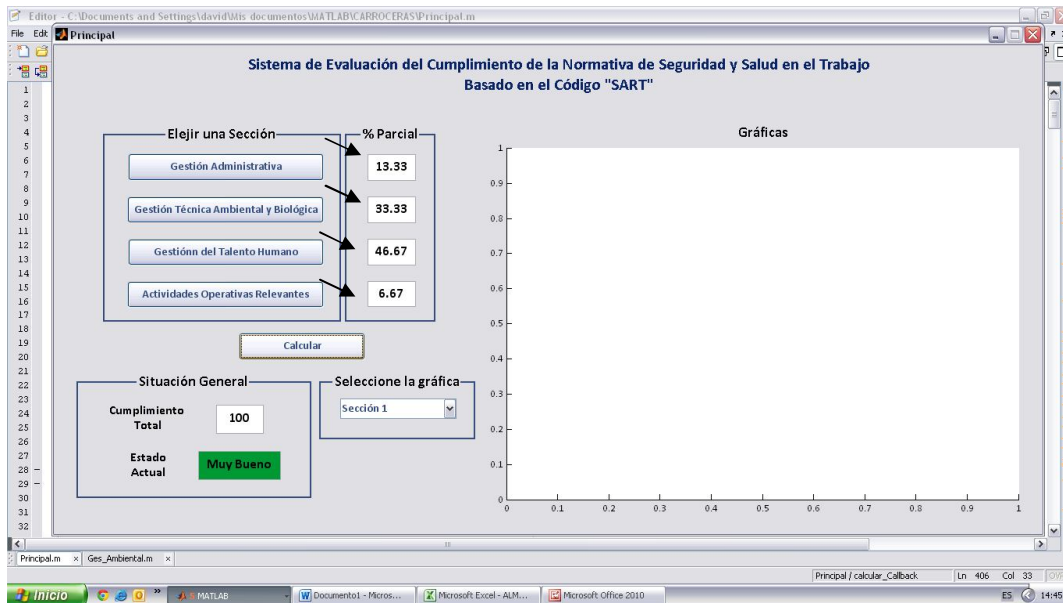 Editor - C:\Documents and Settings\david\Mis documentos\MATLAB\CARROCERAS\Principal.m
File Edit
Principal
Sistema de Evaluación del Cumplimiento de la Normativa de Seguridad y Salud en el Trabajo
Basado en el Código "SART"
Elejir una Sección
% Parcial
Gestión Administrativa
13.33
Gestión Técnica Ambiental y Biológica
33.33
Gestiónn del Talento Humano
46.67
Actividades Operativas Relevantes
6.67
Calcular
Situación General
Cumplimiento
Total
100
Estado
Actual
Muy Bueno
Seleccione la gráfica
Sección 1
Gráficas
1
0.9
0.8
0.7
0.6
0.5
0.4
0.3
0.2
0.1
0
0 0.1 0.2 0.3 0.4 0.5 0.6 0.7 0.8 0.9 1
1
2
3
4
5
6
7
8
9
10
11
12
13
14
15
16
17
18
19
20
21
22
23
24
25
26
27
28 –
29 –
30
31
32
Principal.m × Ges_Ambiental.m ×
Principal / calcular_Callback Ln 406 Col 33 OVR
Inicio » MATLAB Documento1 - Micros... Microsoft Excel - ALM... Microsoft Office 2010 ES 14:45